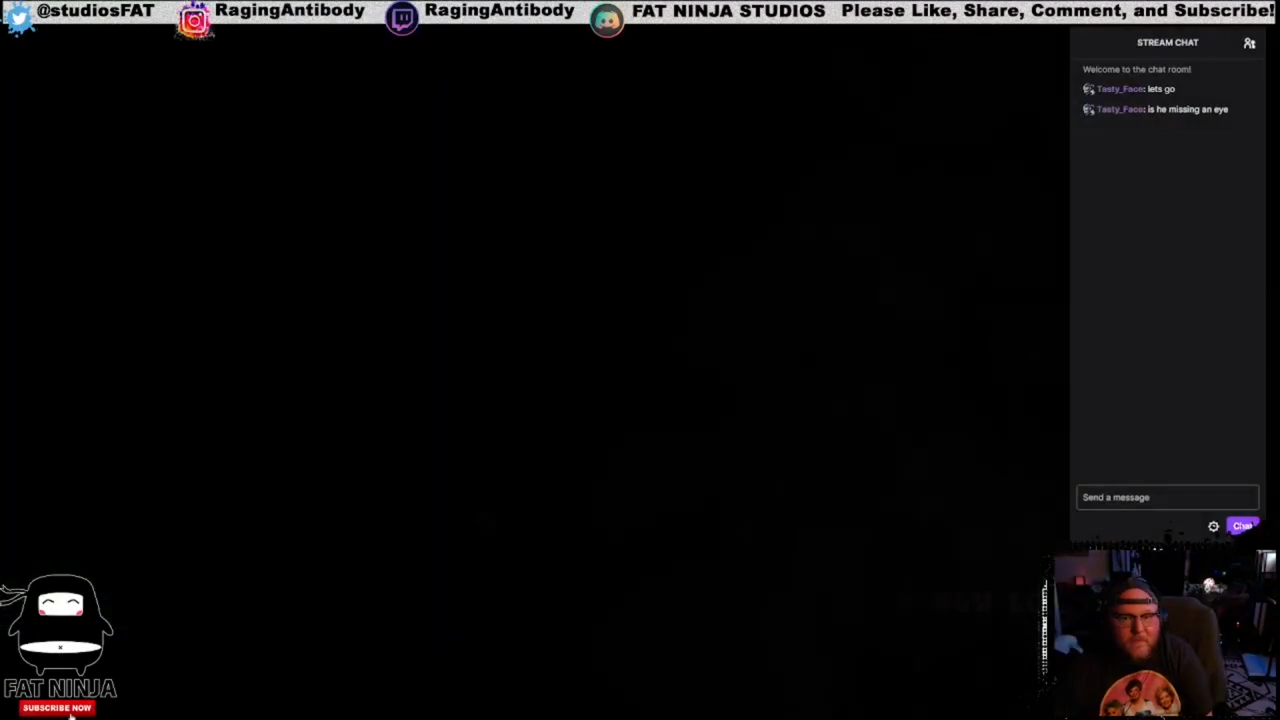 @studiosFAT
RagingAntibody
RagingAntibody
FAT NINJA STUDIOS
Please Like, Share, Comment, and Subscribe!
STREAM CHAT
Welcome to the chat room!
Tasty_Face: lets go
Tasty_Face: is he missing an eye
Send a message
Chat
FAT NINJA
SUBSCRIBE NOW